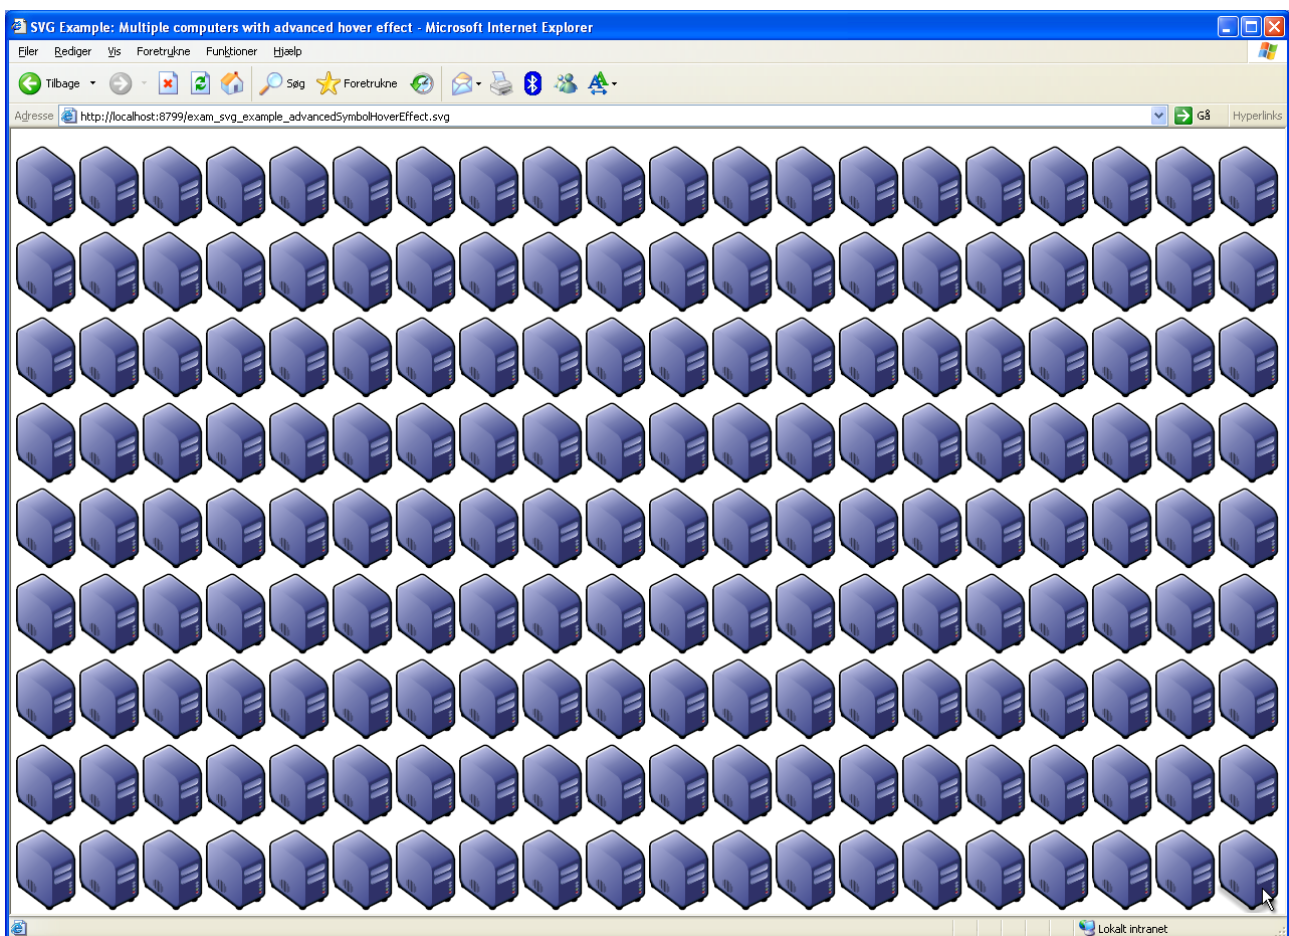 SVG Example: Multiple computers with advanced hover effect - Microsoft Internet Explorer
Filer Rediger Vis Foretrukne Funktioner Hjælp
Tilbage Søg Foretrukne
Adresse http://localhost:8799/exam_svg_example_advancedSymbolHoverEffect.svg Gå Hyperlinks
Lokalt intranet